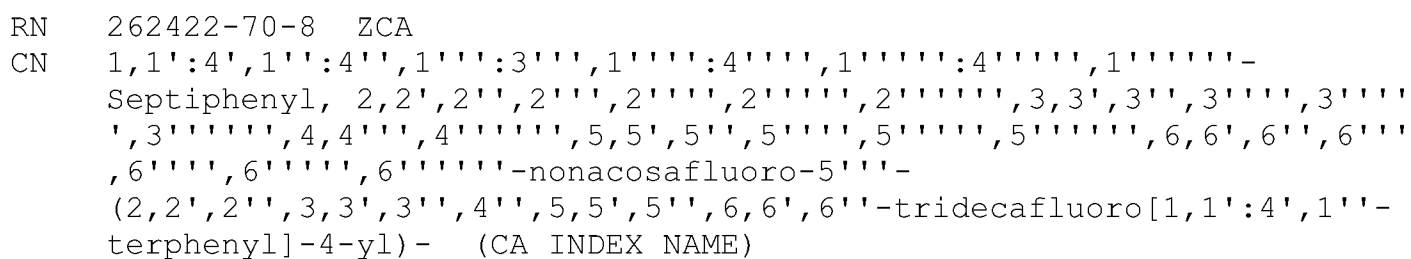 RN 262422-70-8 ZCA
CN 1,1':4',1'':4'',1''':3''',1'''':4'''',1''''':4''''',1''''''-
Septiphenyl, 2,2',2'',2''',2'''',2''''',2'''''',3,3',3'',3'''',3''''
',3'''''',4,4''',4'''''',5,5',5'',5'''',5''''',5'''''',6,6',6'',6'''
,6'''',6''''',6''''''-nonacosafluoro-5'''-
(2,2',2'',3,3',3'',4'',5,5',5'',6,6',6''-tridecafluoro[1,1':4',1''-
terphenyl]-4-yl)- (CA INDEX NAME)